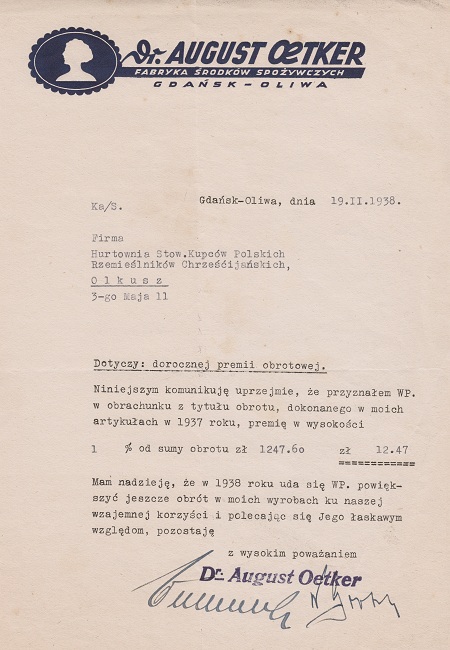 Dr. AUGUST OETKER
FABRYKA ŚRODKÓW SPOŻYWCZYCH
GDAŃSK-OLIWA
Gdańsk-Oliwa, dnia 19.II.1938.
Ka/S.
Firma
Hurtownia Stow.Kupców Polskich
Rzemieślników Chrześćijańskich,
Olkusz
3-go Maja 11
Dotyczy: dorocznej premii obrotowej.
Niniejszym komunikuję uprzejmie, że przyznałem WP.
w obrachunku z tytułu obrotu, dokonanego w moich
artykułach w 1937 roku, premię w wysokości
1 % od sumy obrotu zł 1247.60 zł 12.47
Mam nadzieję, że w 1938 roku uda się WP. powięk-
szyć jeszcze obrót w moich wyrobach ku naszej
wzajemnej korzyści i polecając się Jego łaskawym
względom, pozostaję
z wysokim poważaniem
Dr. August Oetker